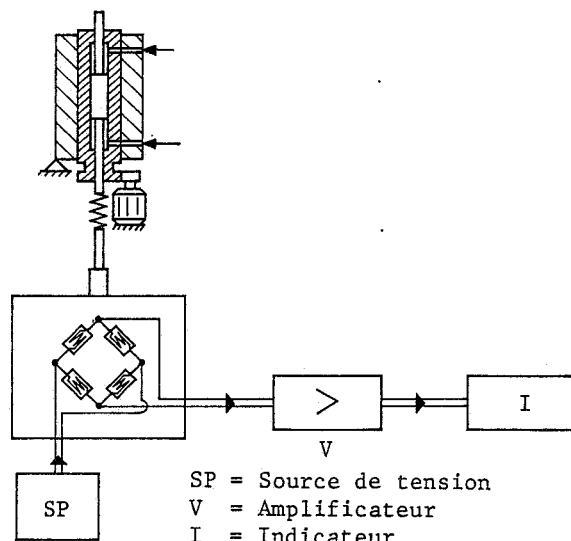 >
I
V
SP
SP = Source de tension
V = Amplificateur
I = Indicateur